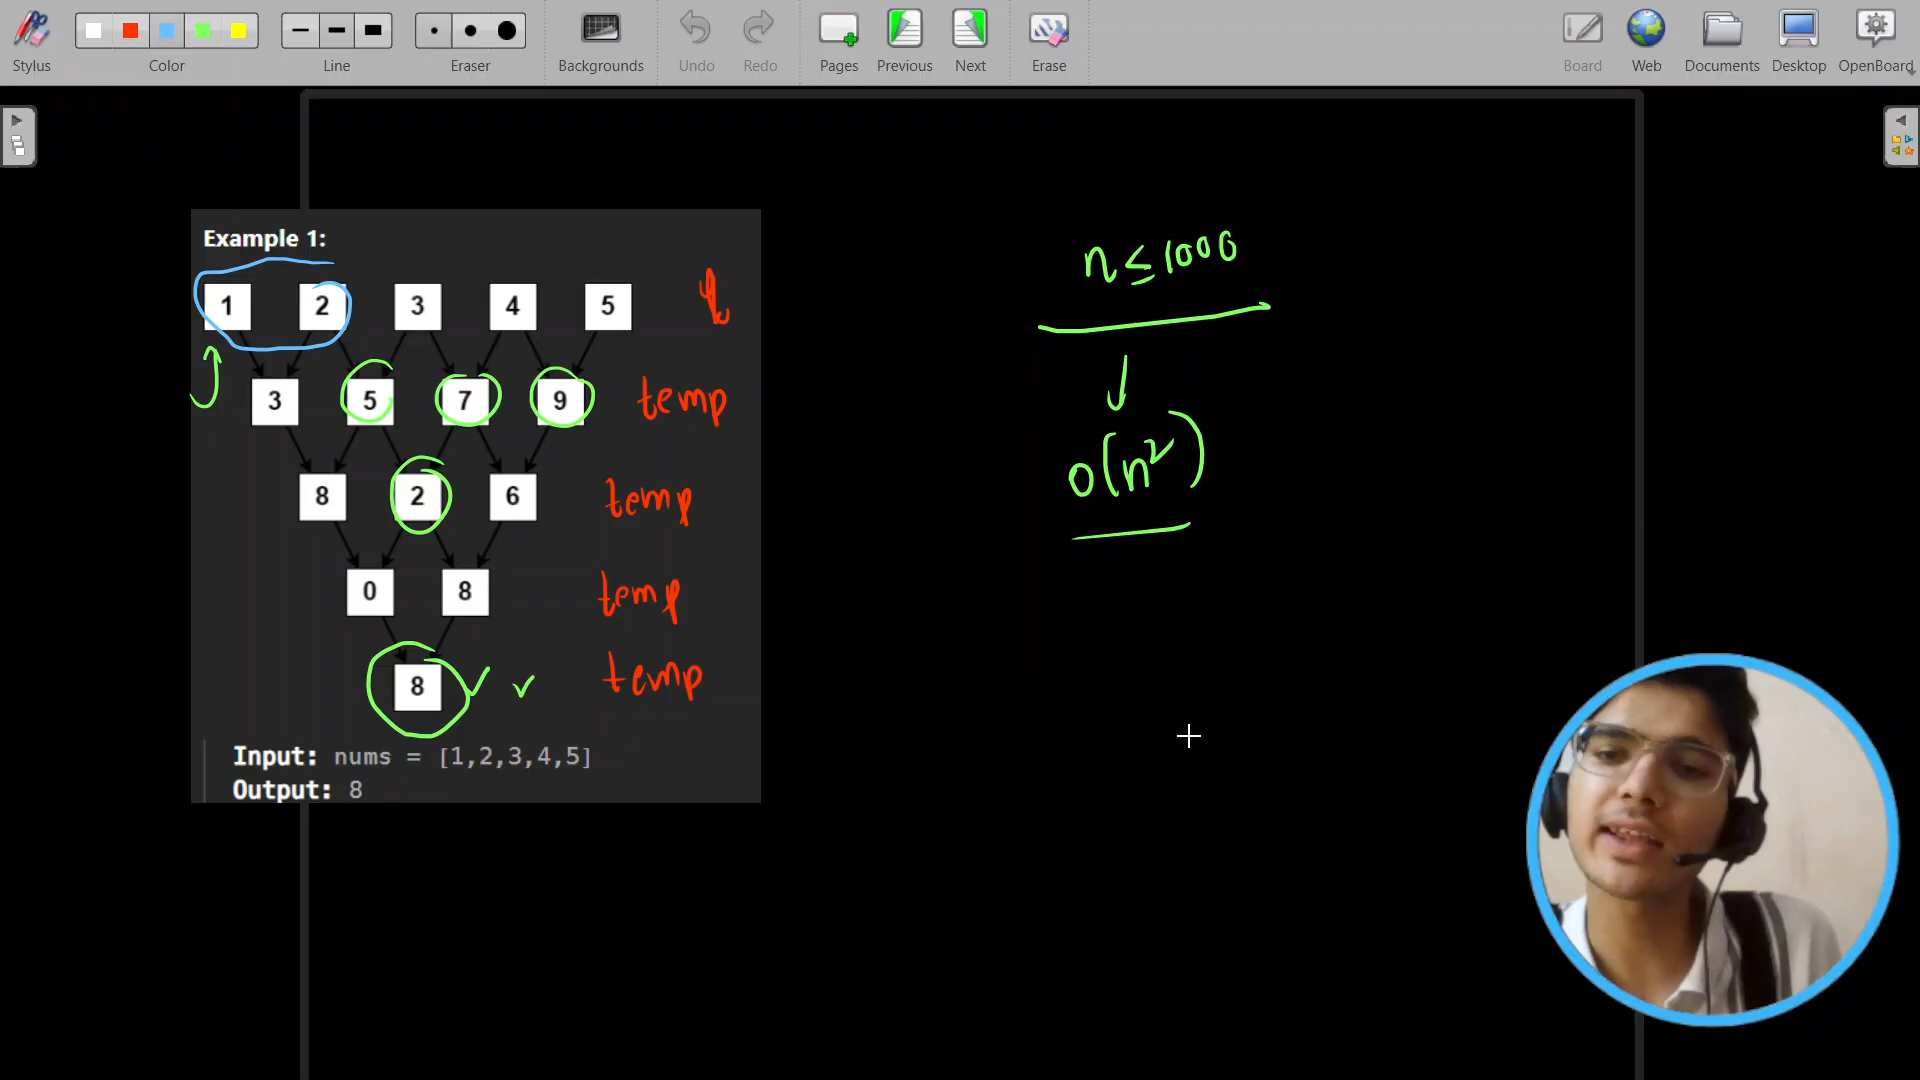 Stylus
Color
Line
Eraser
Backgrounds
Undo
Redo
Pages
Previous
Next
Erase
Board
Web
Documents
Desktop
OpenBoard
Example 1:
1 2 3 4 5
3 5 7 9 temp
8 2 6 temp
0 8 temp
8 temp
Input: nums = [1,2,3,4,5]
Output: 8
n ≤ 1000
O(n²)